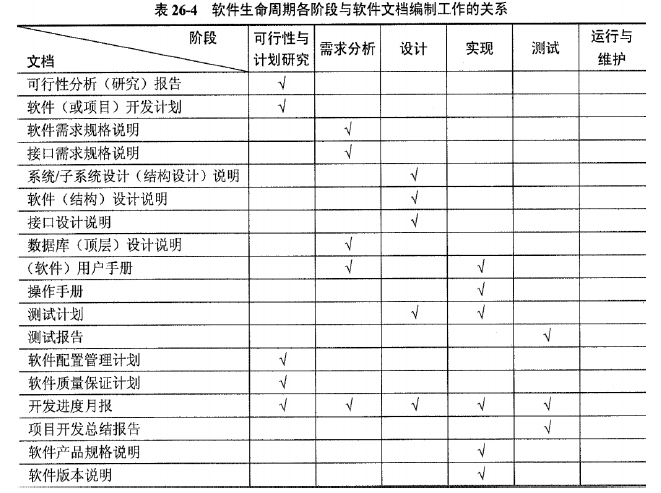 表 26-4 软件生命周期各阶段与软件文档编制工作的关系
阶段 文档 可行性与计划研究 需求分析 设计 实现 测试 运行与维护
可行性分析（研究）报告 √
软件（或项目）开发计划 √
软件需求规格说明 √
接口需求规格说明 √
系统/子系统设计（结构设计）说明 √
软件（结构）设计说明 √
接口设计说明 √
数据库（顶层）设计说明 √
（软件）用户手册 √ √
操作手册 √
测试计划 √ √
测试报告 √
软件配置管理计划 √
软件质量保证计划 √
开发进度月报 √ √ √ √ √
项目开发总结报告 √
软件产品规格说明 √
软件版本说明 √